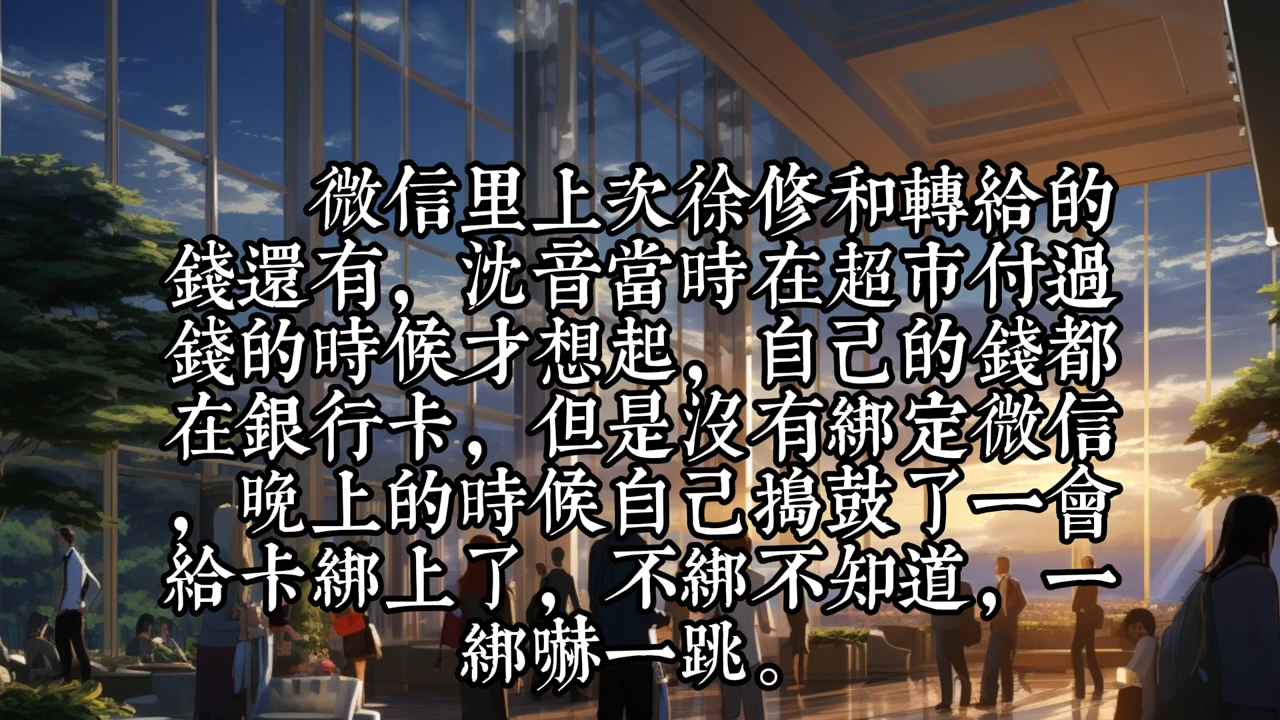 微信里上次徐修和轉給的
錢還有，沈音當時在超市付過
錢的時候才想起，自己的錢都
在銀行卡，但是沒有綁定微信
，晚上的時候自己搗鼓了一會
給卡綁上了，不綁不知道，一
綁嚇一跳。